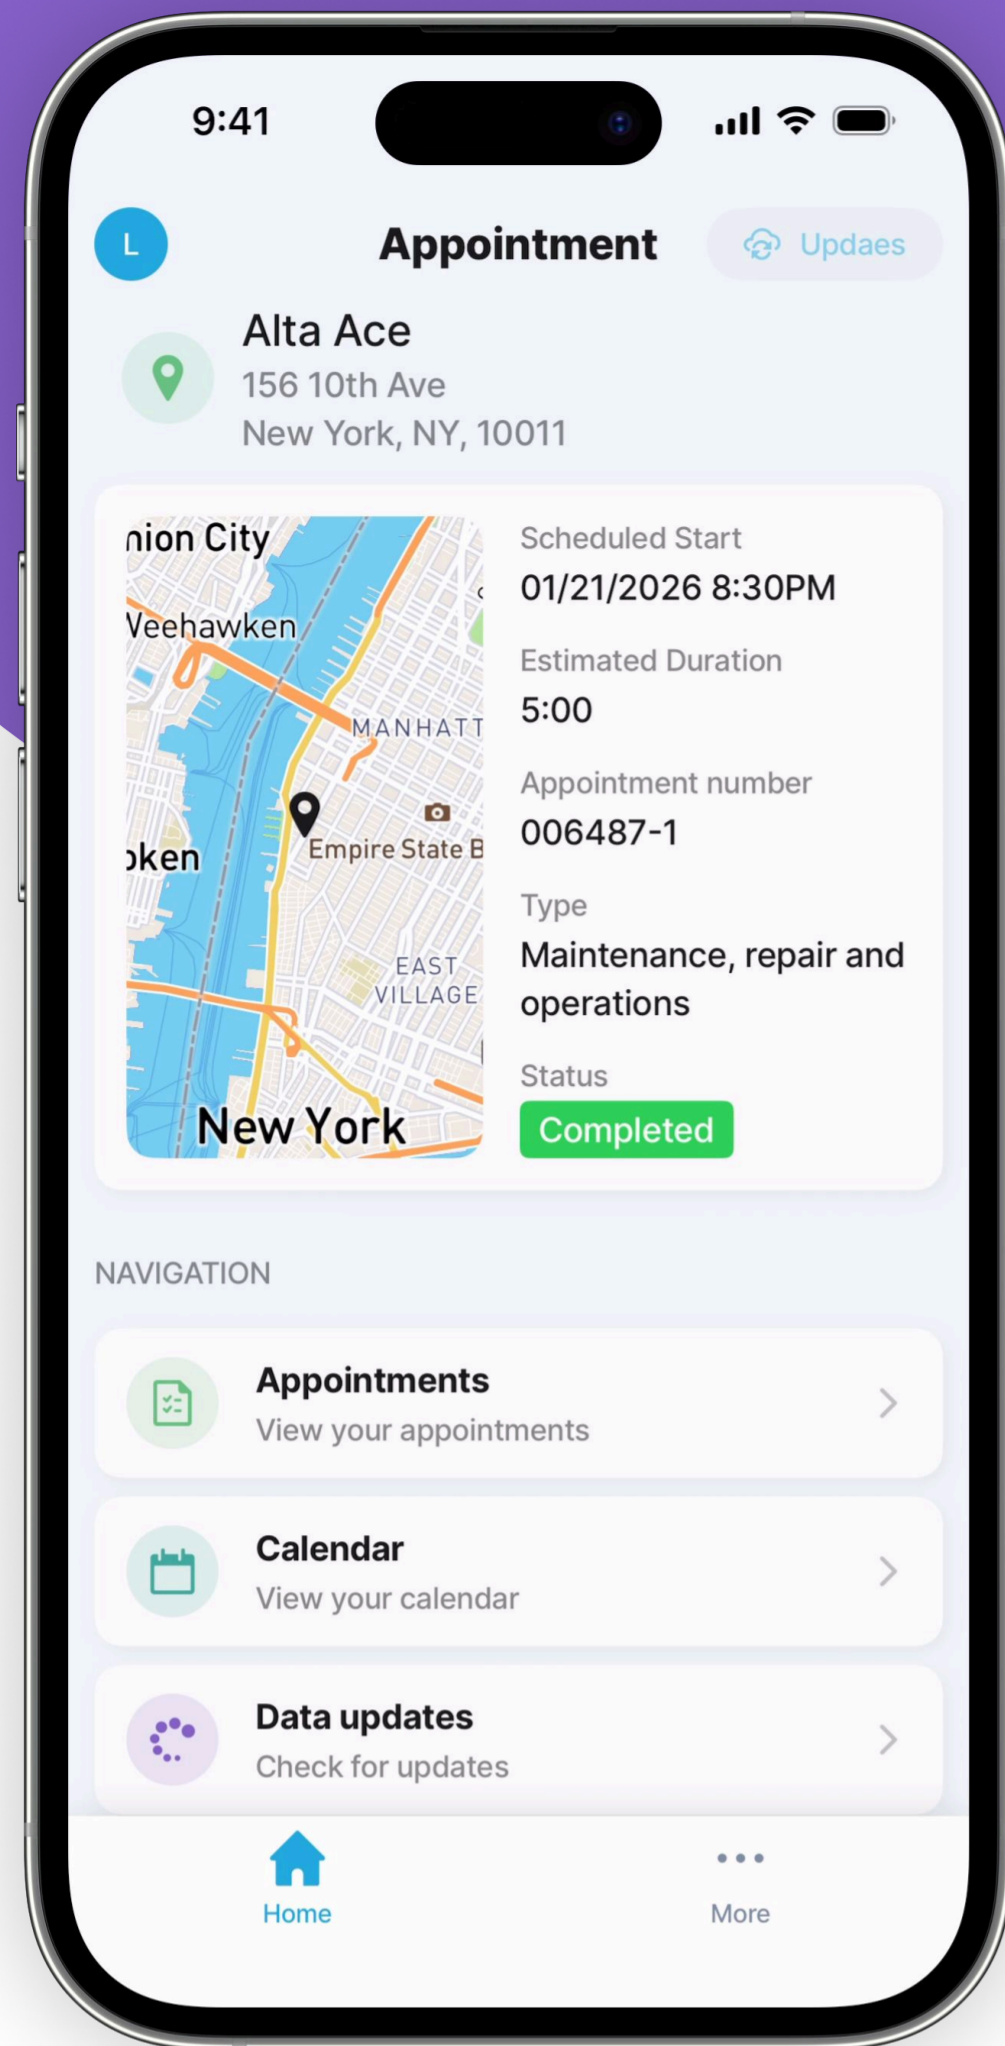 9:41
L
Appointment
Updaes
Alta Ace
156 10th Ave
New York, NY, 10011
nion City
Weehawken
MANHATT
Empire State B
oken
EAST
VILLAGE
New York
Scheduled Start
01/21/2026 8:30PM
Estimated Duration
5:00
Appointment number
006487-1
Type
Maintenance, repair and
operations
Status
Completed
NAVIGATION
Appointments
View your appointments
Calendar
View your calendar
Data updates
Check for updates
Home
More